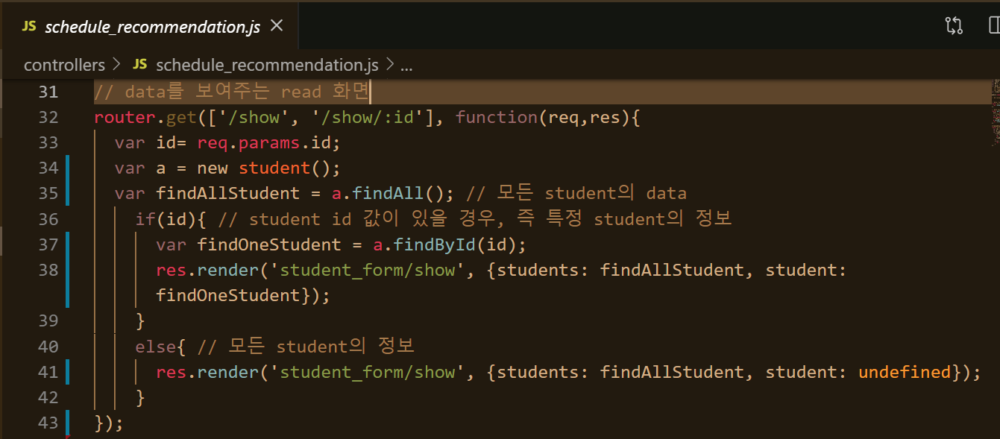 JS schedule_recommendation.js
controllers > JS schedule_recommendation.js > ...
31 // data를 보여주는 read 화면
32 router.get(['/show', '/show/:id'], function(req,res){
33 var id= req.params.id;
34 var a = new student();
35 var findAllStudent = a.findAll(); // 모든 student의 data
36 if(id){ // student id 값이 있을 경우, 즉 특정 student의 정보
37 var findOneStudent = a.findById(id);
38 res.render('student_form/show', {students: findAllStudent, student:
findOneStudent});
39 }
40 else{ // 모든 student의 정보
41 res.render('student_form/show', {students: findAllStudent, student: undefined});
42 }
43 });